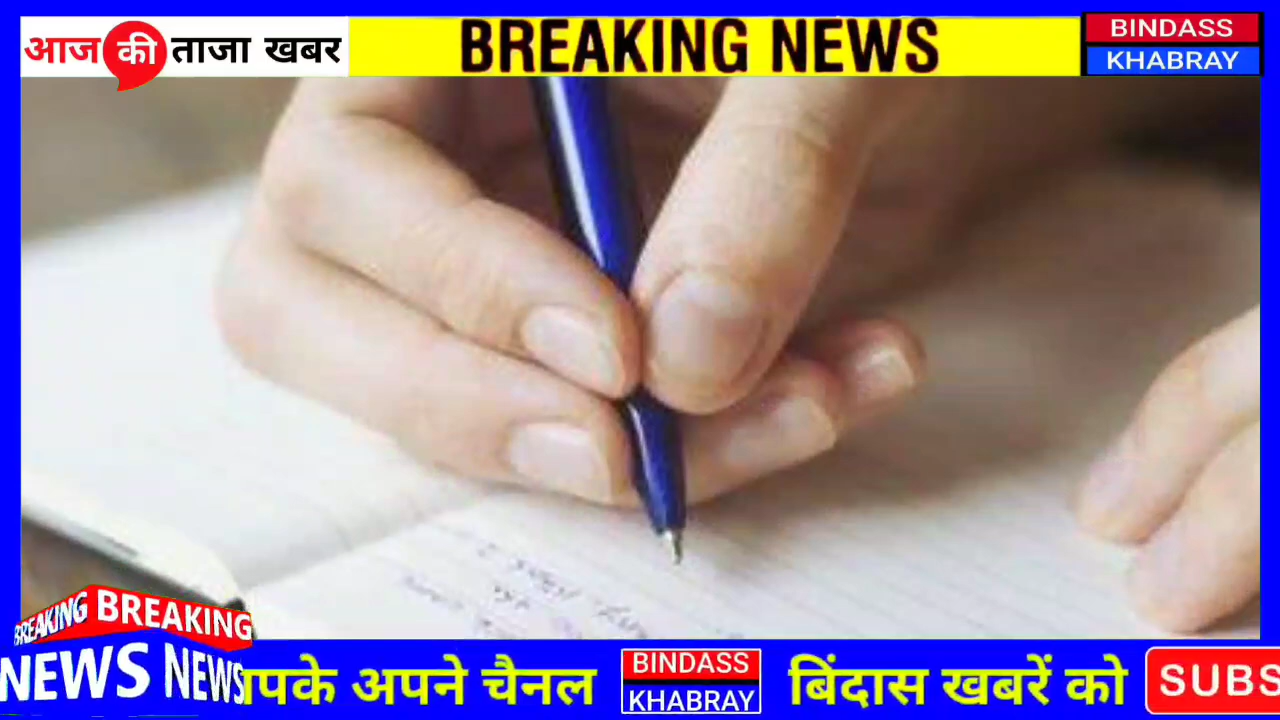 आज की ताजा खबर
BREAKING NEWS
BINDASS
KHABRAY
BREAKING BREAKING
NEWS NEWS
पके अपने चैनल
BINDASS
KHABRAY
बिंदास खबरें को
SUBS